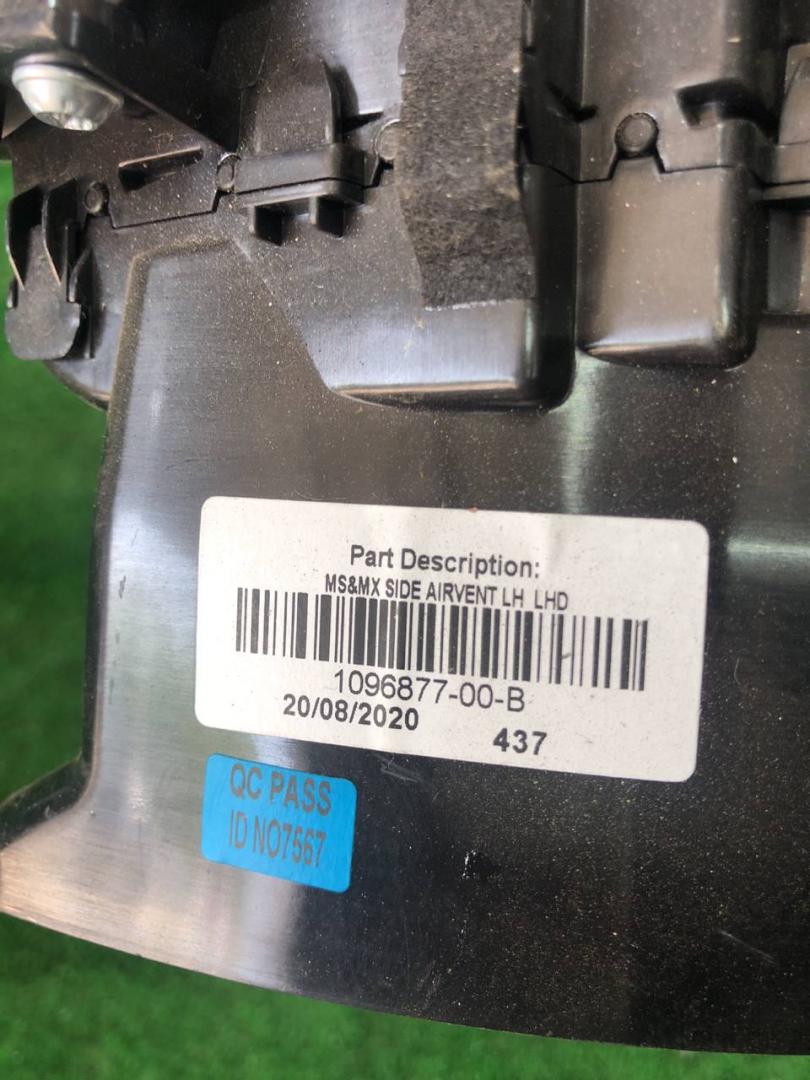 Part Description:
MS&MX SIDE AIRVENT LH LHD
1096877-00-B
20/08/2020 437
QC PASS
ID NO7567